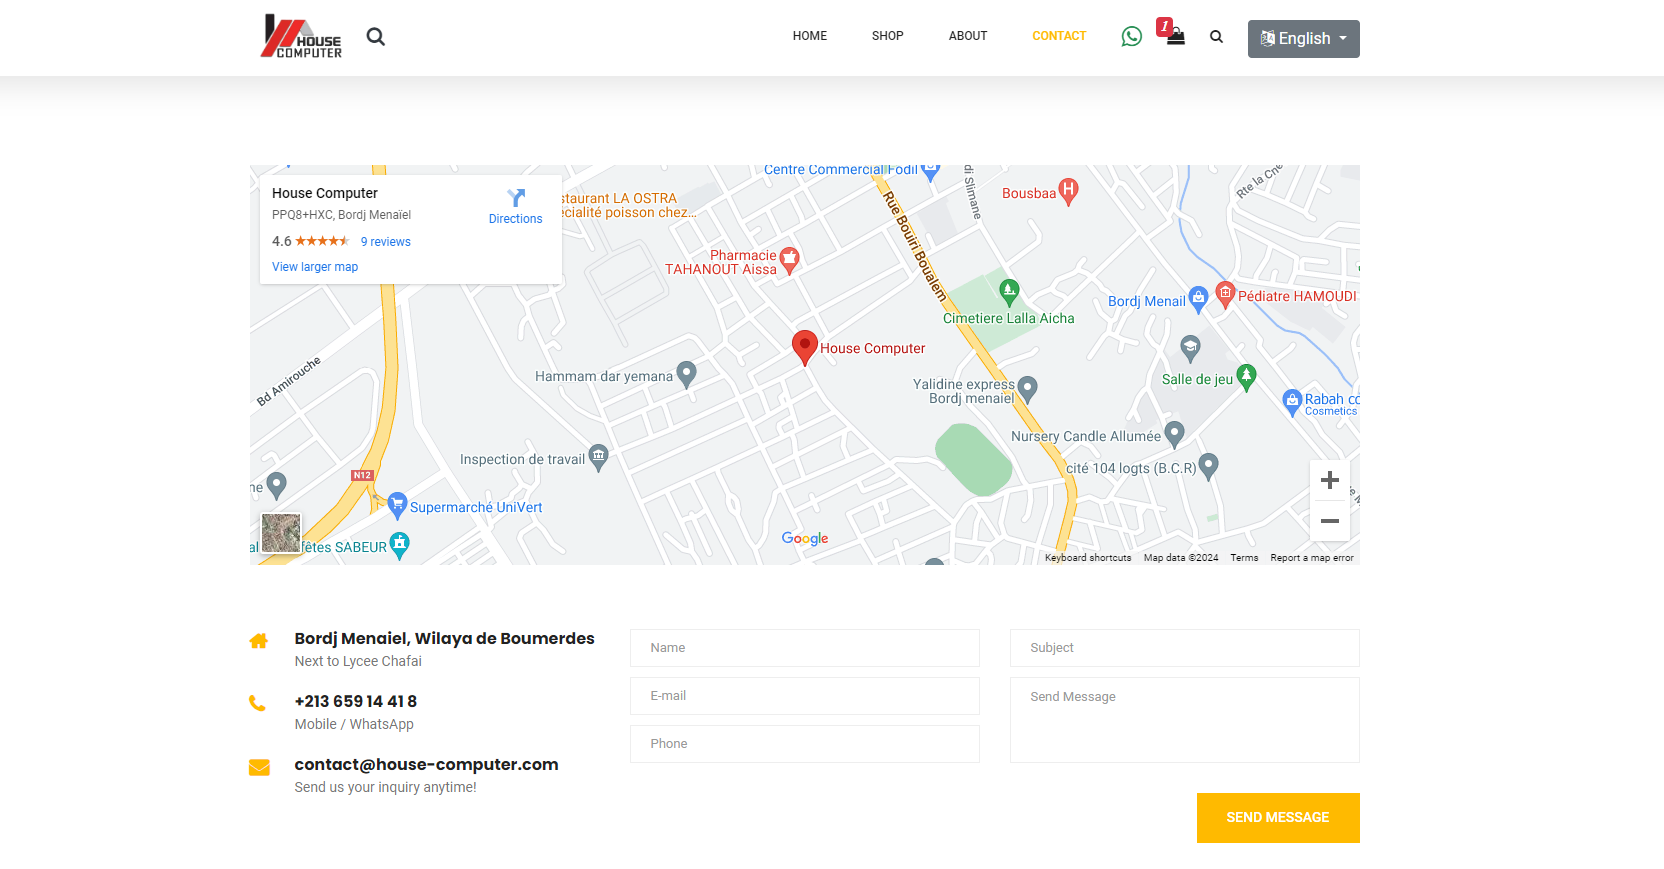 HOUSE
COMPUTER
HOME
SHOP
ABOUT
CONTACT
1
English
House Computer
PPQ8+HXC, Bordj Menaïel
4.6
9 reviews
View larger map
Directions
staurant LA OSTRA
écialité poisson chez...
Centre Commercial Fodil
di Slimane
Bousbaa
Rte la Cne
Rue Bouiri Boualem
Pharmacie
TAHANOUT Aissa
Cimetiere Lalla Aicha
Bordj Menail
Pédiatre HAMOUDI
House Computer
Bd Amirouche
Hammam dar yemana
Yalidine express
Bordj menaiel
Salle de jeu
Rabah co
Cosmetics
Nursery Candle Allumée
Inspection de travail
cité 104 logts (B.C.R)
N12
ne
Supermarché UniVert
fêtes SABEUR
Google
Keyboard shortcuts
Map data ©2024
Terms
Report a map error
Bordj Menaiel, Wilaya de Boumerdes
Next to Lycee Chafai
+213 659 14 41 8
Mobile / WhatsApp
contact@house-computer.com
Send us your inquiry anytime!
Name
E-mail
Phone
Subject
Send Message
SEND MESSAGE